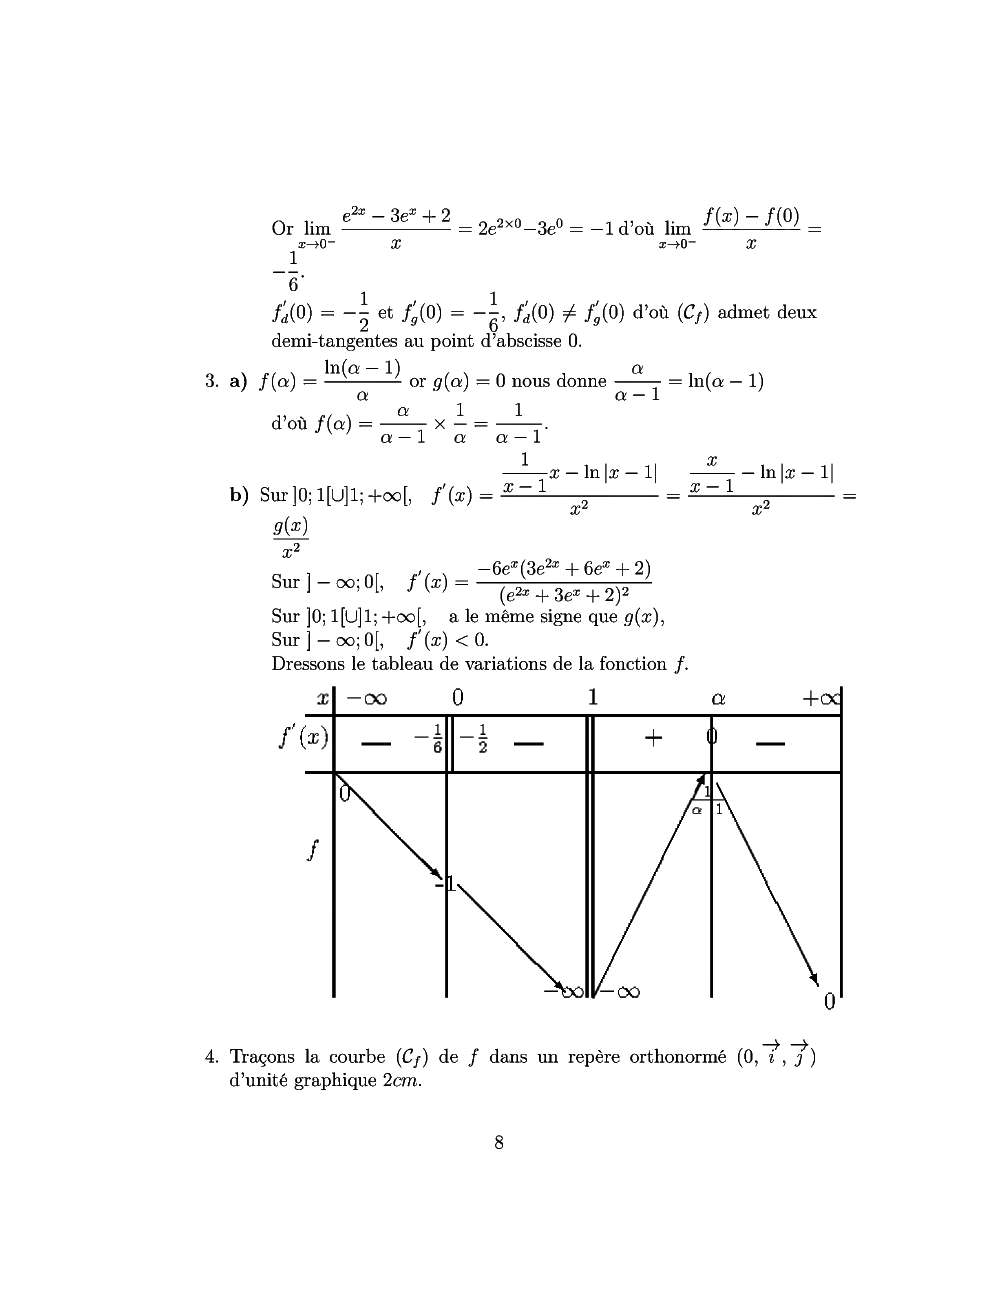 Or lim_{x→0⁻} (e^{2x} − 3e^x + 2)/x = 2e^{2×0} − 3e^0 = −1 d'où lim_{x→0⁻} (f(x) − f(0))/x =
−1/6.
f'_d(0) = −1/2 et f'_g(0) = −1/6, f'_d(0) ≠ f'_g(0) d'où (𝒞_f) admet deux
demi-tangentes au point d'abscisse 0.
3. a) f(α) = ln(α − 1)/α or g(α) = 0 nous donne α/(α − 1) = ln(α − 1)
d'où f(α) = α/(α − 1) × 1/α = 1/(α − 1).
b) Sur ]0; 1[∪]1; +∞[, f'(x) = (1/(x − 1) x − ln |x − 1|)/x² = (x/(x − 1) − ln |x − 1|)/x² =
g(x)/x²
Sur ] − ∞; 0[, f'(x) = −6e^x(3e^{2x} + 6e^x + 2)/(e^{2x} + 3e^x + 2)²
Sur ]0; 1[∪]1; +∞[, a le même signe que g(x),
Sur ] − ∞; 0[, f'(x) < 0.
Dressons le tableau de variations de la fonction f.
x −∞ 0 1 α +∞
f'(x) − −1/6 −1/2 − + 0 −
0 1/(α 1)
f
-1
−∞ −∞ 0
4. Traçons la courbe (𝒞_f) de f dans un repère orthonormé (0, i⃗, j⃗)
d'unité graphique 2cm.
8